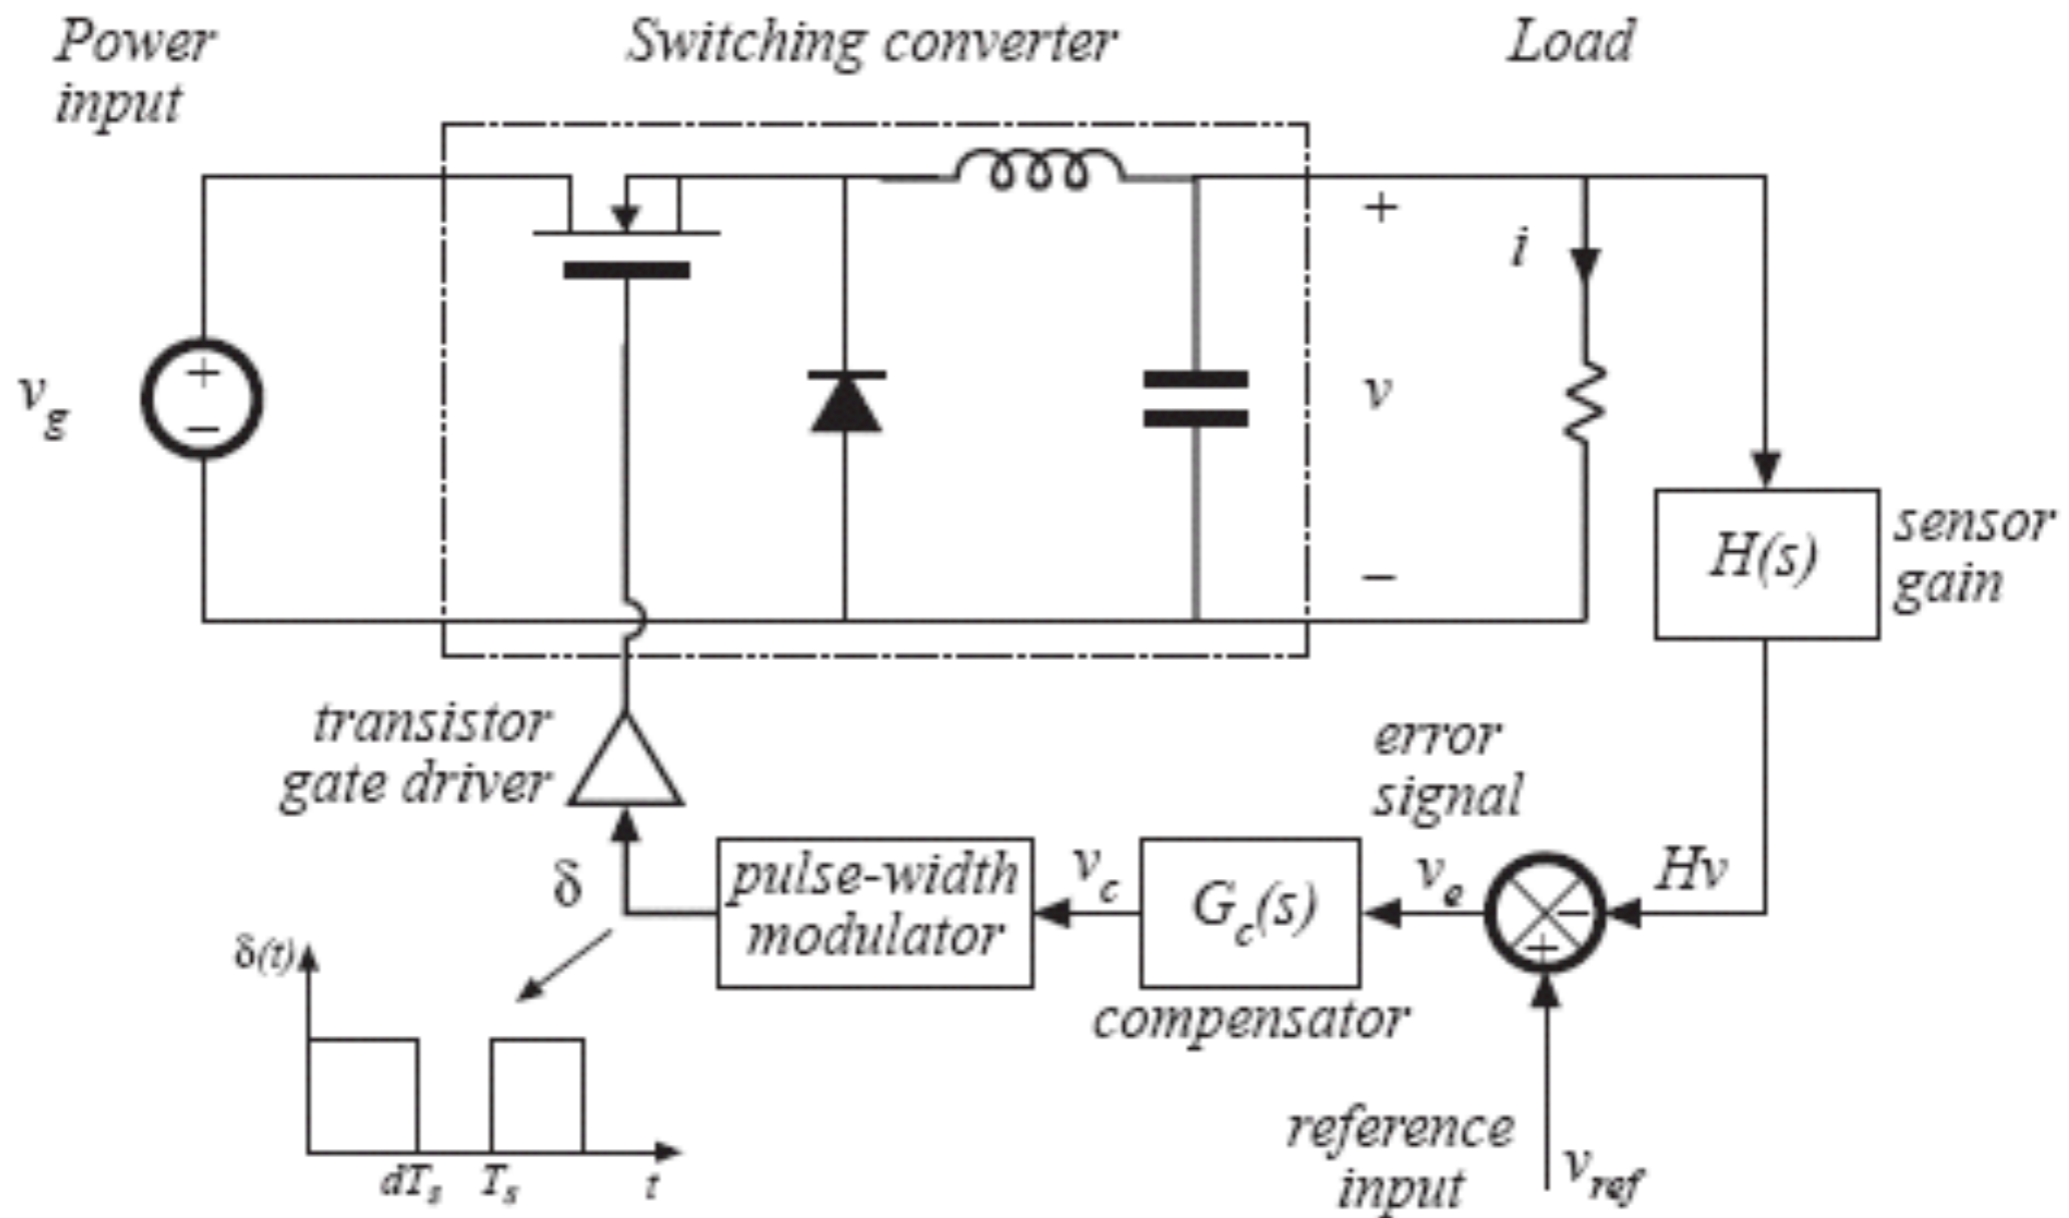 Power
input
Switching converter
Load
+
i
v_g
+
–
v
–
H(s)
sensor
gain
transistor
gate driver
error
signal
δ
pulse-width
modulator
v_c
G_c(s)
v_e
–
+
Hv
compensator
δ(t)
dT_s
T_s
t
reference
input
v_ref